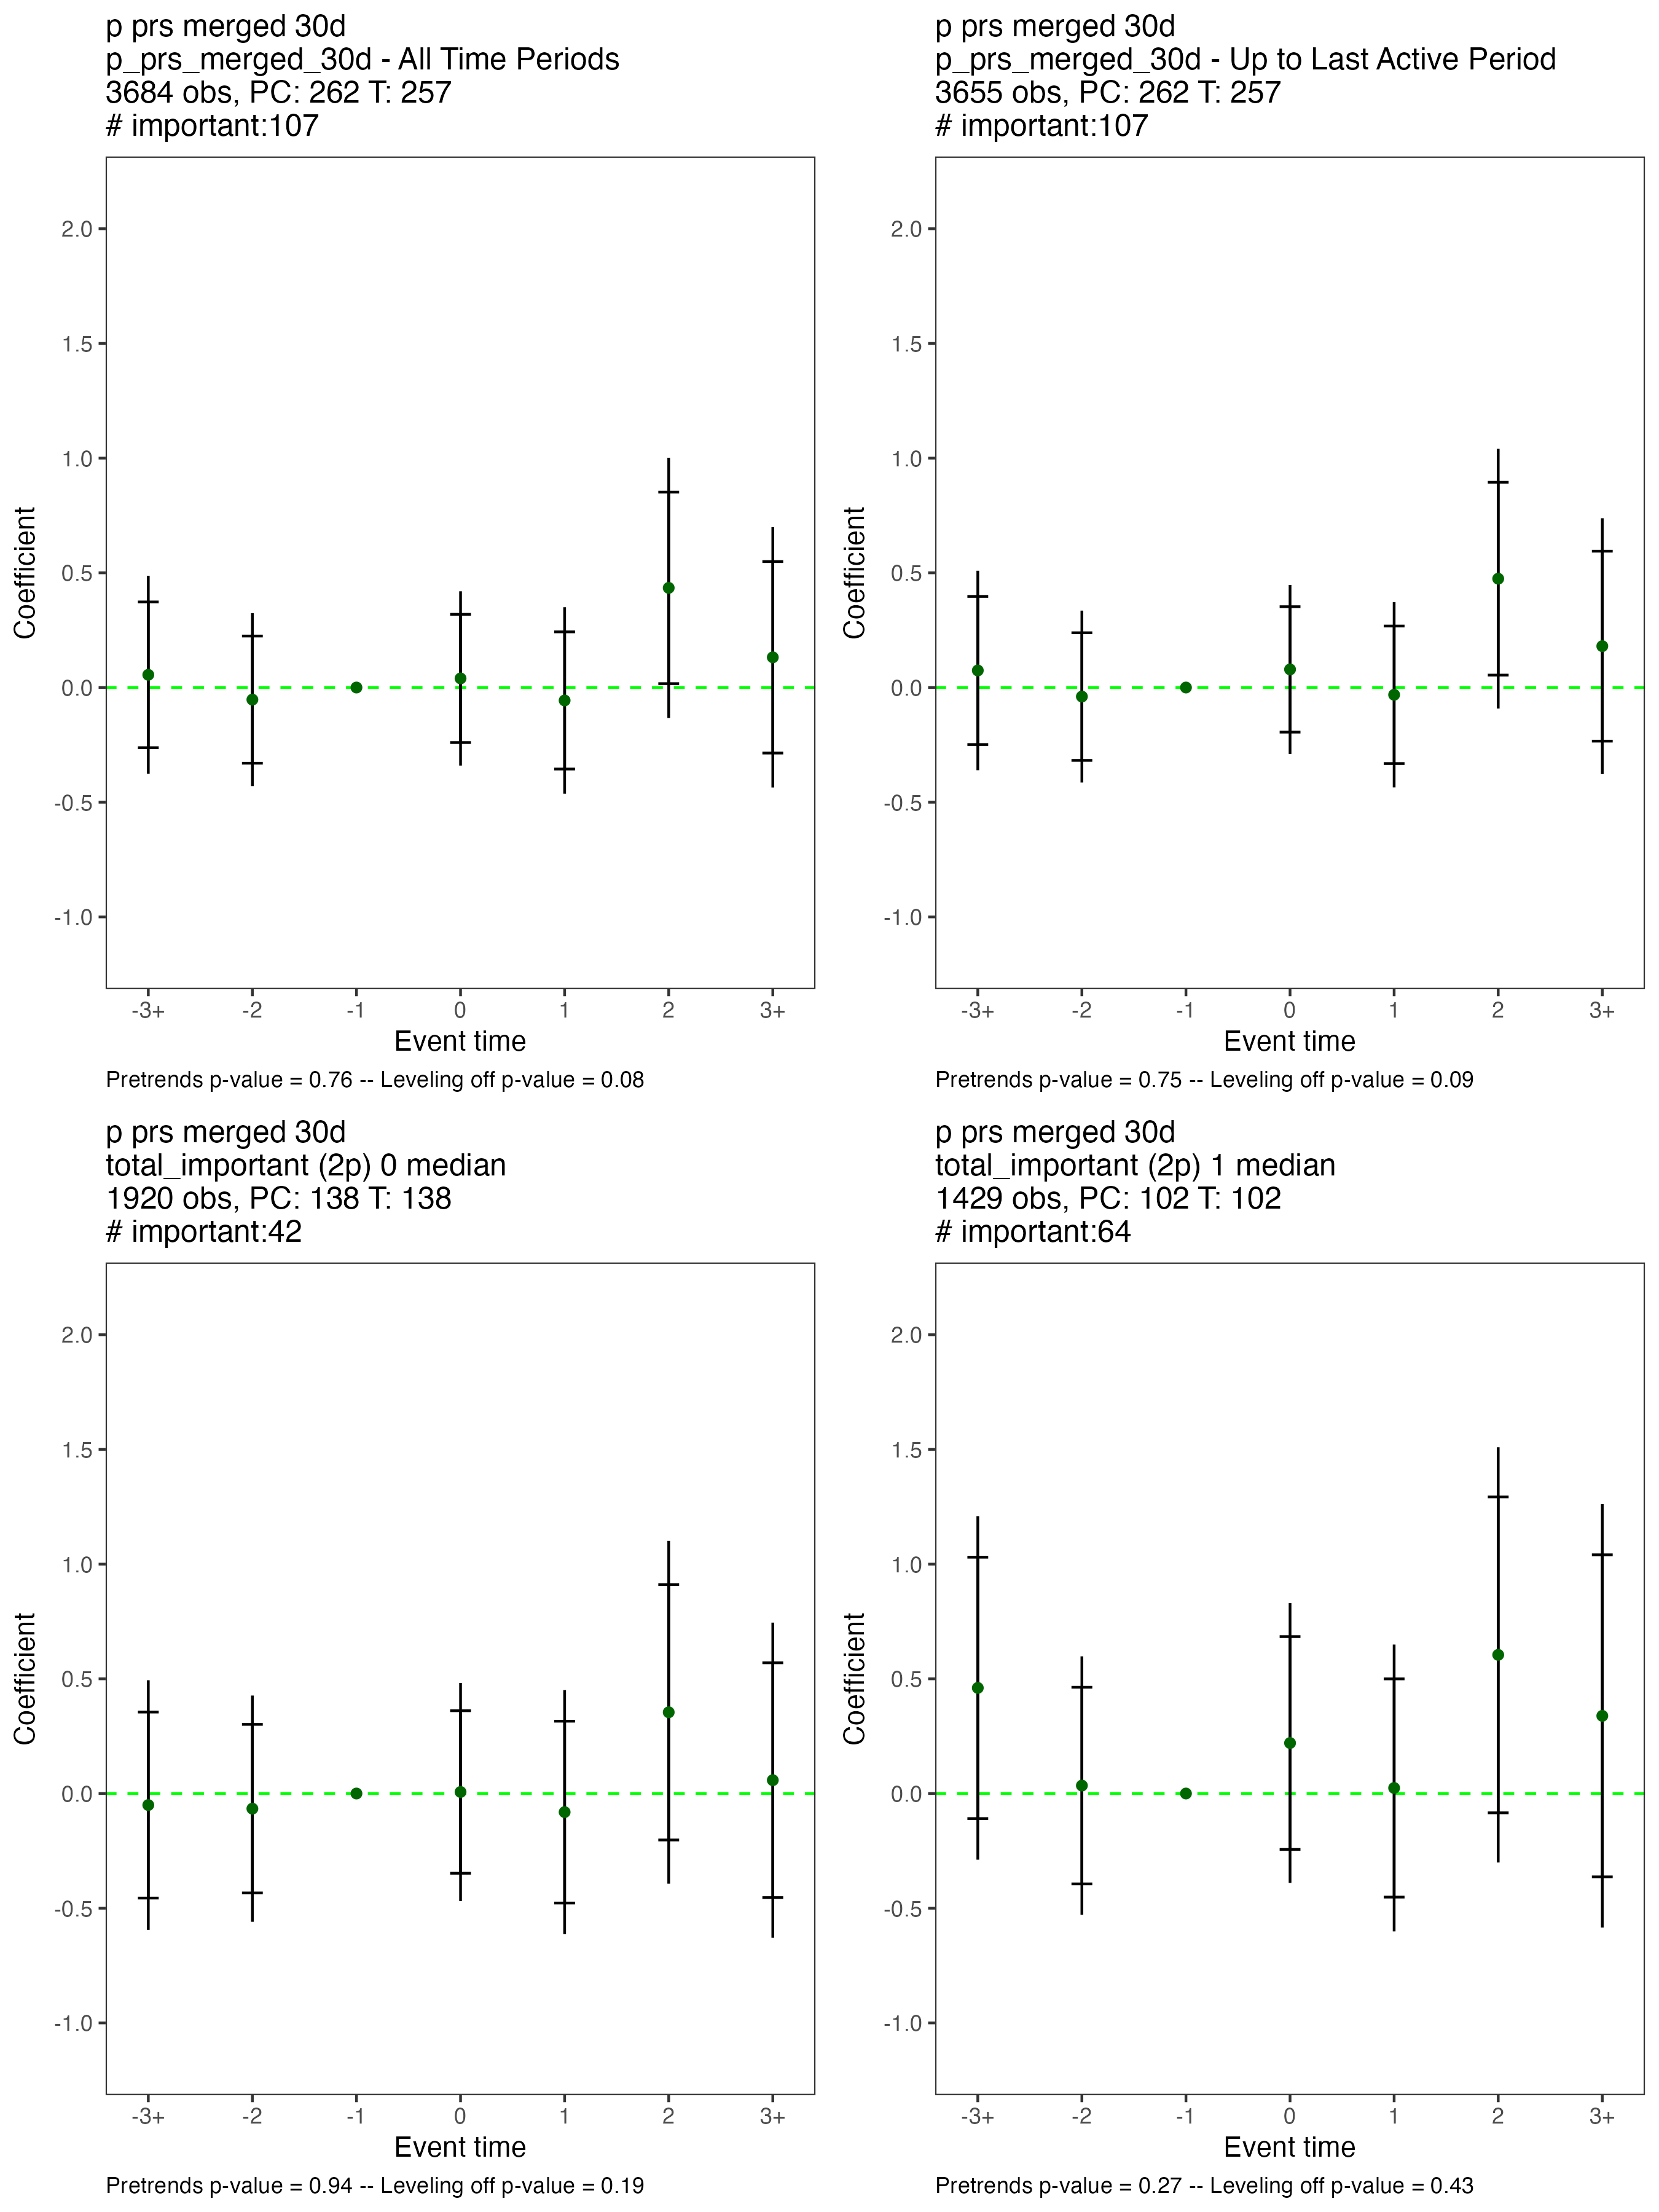 p prs merged 30d
p_prs_merged_30d - All Time Periods
3684 obs, PC: 262 T: 257
# important:107
2.0
1.5
1.0
0.5
0.0
-0.5
-1.0
Coefficient
-3+ -2 -1 0 1 2 3+
Event time
Pretrends p-value = 0.76 -- Leveling off p-value = 0.08
p prs merged 30d
p_prs_merged_30d - Up to Last Active Period
3655 obs, PC: 262 T: 257
# important:107
2.0
1.5
1.0
0.5
0.0
-0.5
-1.0
Coefficient
-3+ -2 -1 0 1 2 3+
Event time
Pretrends p-value = 0.75 -- Leveling off p-value = 0.09
p prs merged 30d
total_important (2p) 0 median
1920 obs, PC: 138 T: 138
# important:42
2.0
1.5
1.0
0.5
0.0
-0.5
-1.0
Coefficient
-3+ -2 -1 0 1 2 3+
Event time
Pretrends p-value = 0.94 -- Leveling off p-value = 0.19
p prs merged 30d
total_important (2p) 1 median
1429 obs, PC: 102 T: 102
# important:64
2.0
1.5
1.0
0.5
0.0
-0.5
-1.0
Coefficient
-3+ -2 -1 0 1 2 3+
Event time
Pretrends p-value = 0.27 -- Leveling off p-value = 0.43